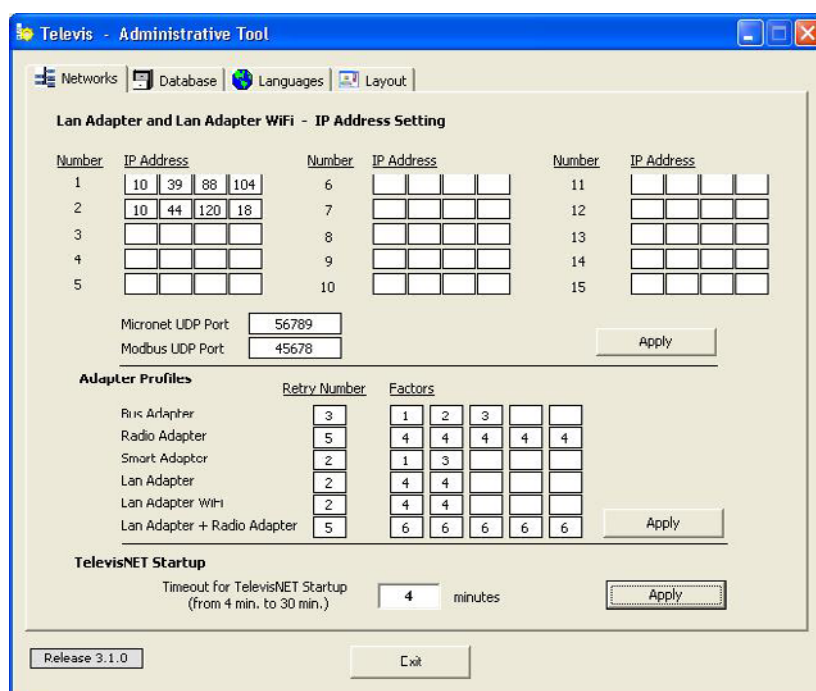 Televis - Administrative Tool
Networks Database Languages Layout
Lan Adapter and Lan Adapter WiFi - IP Address Setting
Number IP Address Number IP Address Number IP Address
1 10 39 88 104 6 11
2 10 44 120 18 7 12
3 8 13
4 9 14
5 10 15
Micronet UDP Port 56789
Modbus UDP Port 45678
Apply
Adapter Profiles
Retry Number Factors
Bus Adapter 3 1 2 3
Radio Adapter 5 4 4 4 4 4
Smart Adaptor 2 1 3
Lan Adapter 2 4 4
Lan Adapter WiFi 2 4 4
Lan Adapter + Radio Adapter 5 6 6 6 6 6 Apply
TelevisNET Startup
Timeout for TelevisNET Startup
(from 4 min. to 30 min.) 4 minutes Apply
Release 3.1.0 Exit